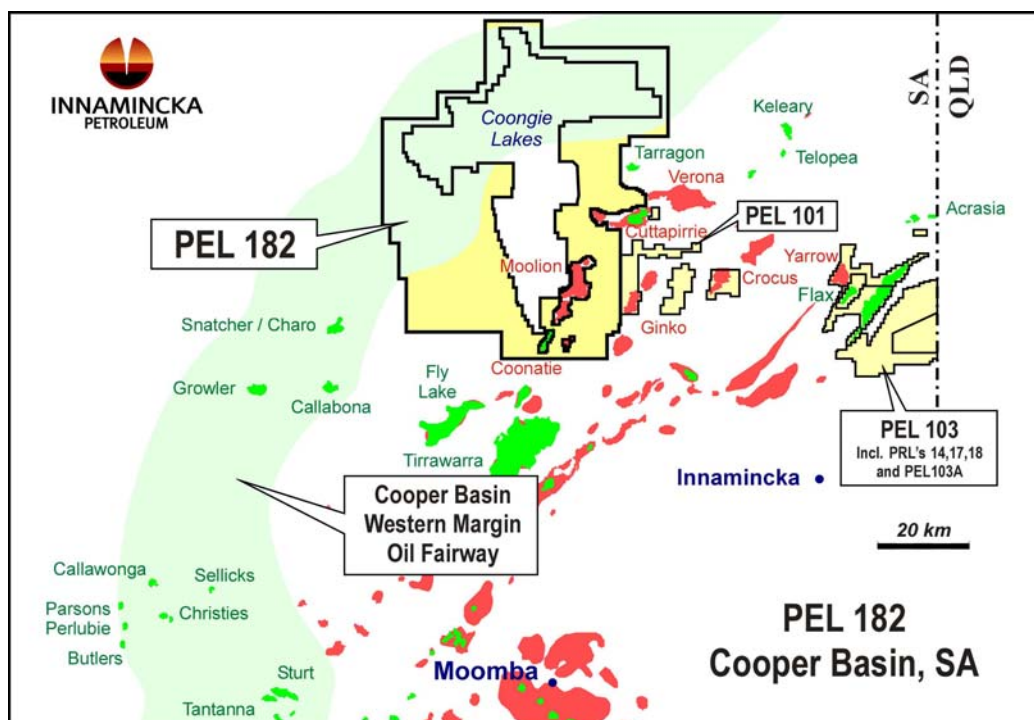 INNAMINCKA
PETROLEUM
SA
QLD
Coongie
Lakes
Keleary
Telopea
Tarragon
Verona
PEL 182
PEL 101
Acrasia
Cuttapirrie
Moolion
Yarrow
Crocus
Flax
Snatcher / Charo
Ginko
Coonatie
Growler
Callabona
Fly
Lake
PEL 103
Incl. PRL's 14,17,18
and PEL103A
Tirrawarra
Innamincka
Cooper Basin
Western Margin
Oil Fairway
20 km
Callawonga
Sellicks
Parsons
Christies
Perlubie
Butlers
PEL 182
Cooper Basin, SA
Moomba
Sturt
Tantanna